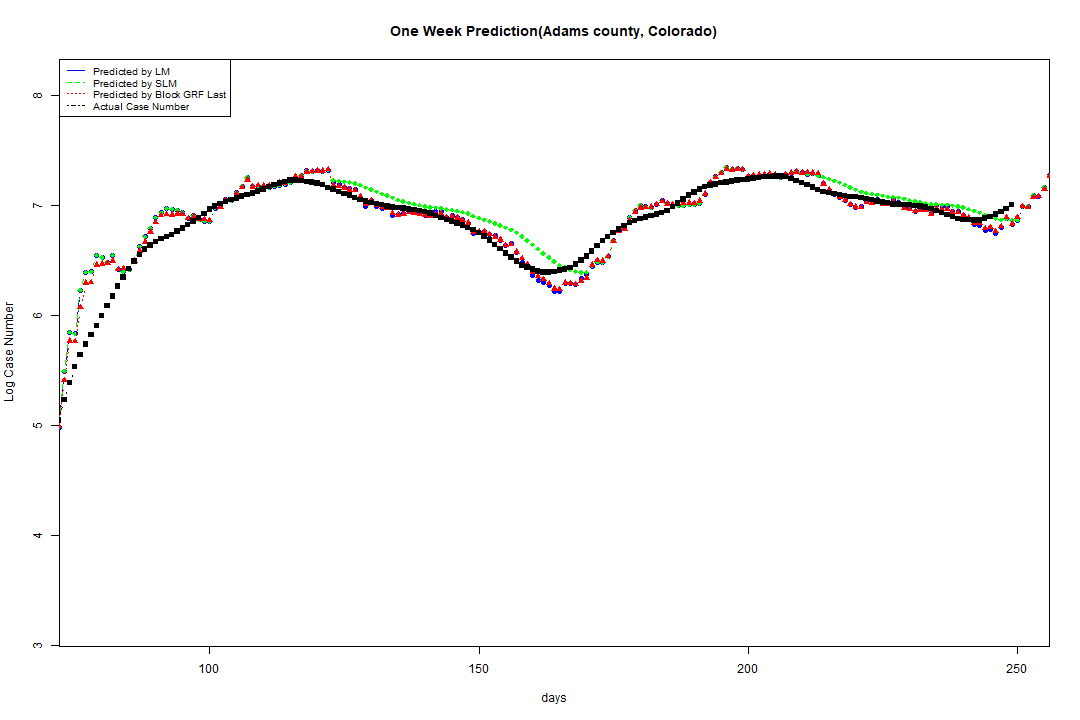 One Week Prediction(Adams county, Colorado)
Predicted by LM
Predicted by SLM
Predicted by Block GRF Last
Actual Case Number
8
7
6
5
4
3
Log Case Number
100 150 200 250
days